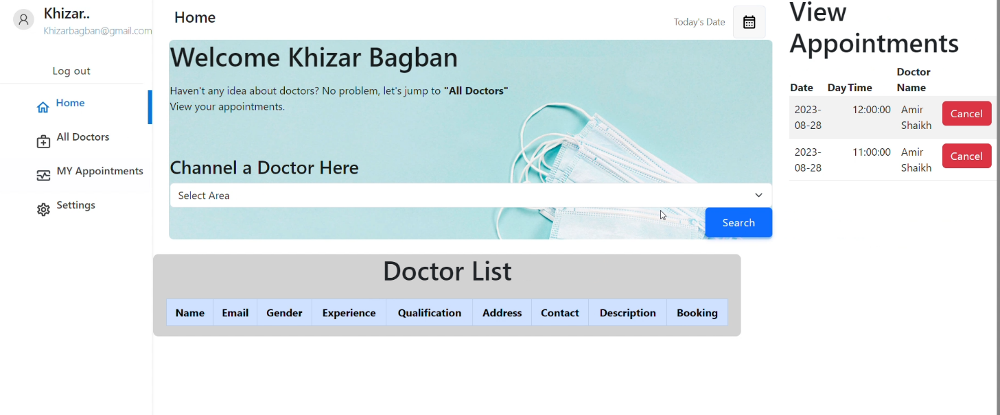 Khizar..
Khizarbagban@gmail.com
Log out
Home
All Doctors
MY Appointments
Settings
Home
Today's Date
Welcome Khizar Bagban
Haven't any idea about doctors? No problem, let's jump to "All Doctors"
View your appointments.
Channel a Doctor Here
Select Area
Search
Doctor List
Name Email Gender Experience Qualification Address Contact Description Booking
View
Appointments
Doctor
Date Day Time Name
2023- 12:00:00 Amir Cancel
08-28 Shaikh
2023- 11:00:00 Amir Cancel
08-28 Shaikh